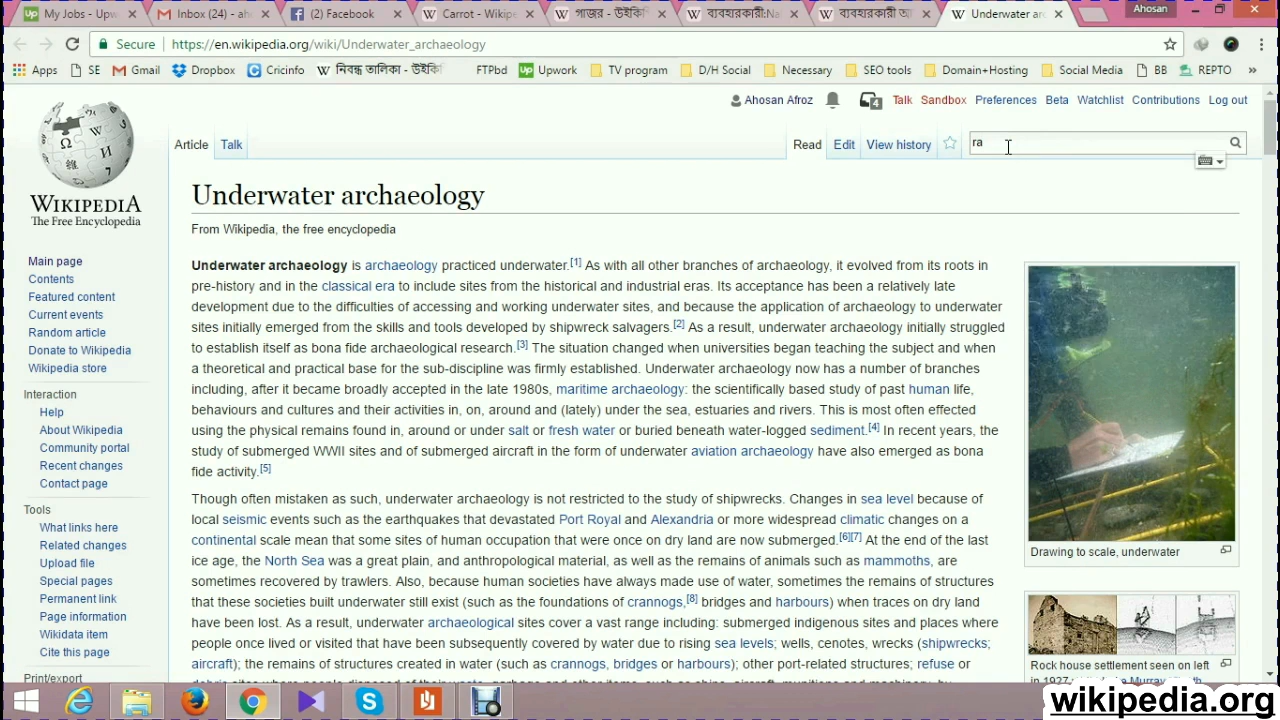 My Jobs - Upw
Inbox (24) - ah
(2) Facebook
Carrot - Wikipe
গাজর - উইকি
ব্যবহারকারী:Na
ব্যবহারকারী আ
Underwater arc
Ahosan
Secure
https://en.wikipedia.org/wiki/Underwater_archaeology
Apps
SE
Gmail
Dropbox
Cricinfo
নিবন্ধ তালিকা - উইকি
FTPbd
Upwork
TV program
D/H Social
Necessary
SEO tools
Domain+Hosting
Social Media
BB
REPTO
»
Ahosan Afroz
4
Talk
Sandbox
Preferences
Beta
Watchlist
Contributions
Log out
Article
Talk
Read
Edit
View history
ra
WIKIPEDIA
The Free Encyclopedia
Main page
Contents
Featured content
Current events
Random article
Donate to Wikipedia
Wikipedia store
Interaction
Help
About Wikipedia
Community portal
Recent changes
Contact page
Tools
What links here
Related changes
Upload file
Special pages
Permanent link
Page information
Wikidata item
Cite this page
Print/export
Underwater archaeology
From Wikipedia, the free encyclopedia
Underwater archaeology is archaeology practiced underwater.[1] As with all other branches of archaeology, it evolved from its roots in
pre-history and in the classical era to include sites from the historical and industrial eras. Its acceptance has been a relatively late
development due to the difficulties of accessing and working underwater sites, and because the application of archaeology to underwater
sites initially emerged from the skills and tools developed by shipwreck salvagers.[2] As a result, underwater archaeology initially struggled
to establish itself as bona fide archaeological research.[3] The situation changed when universities began teaching the subject and when
a theoretical and practical base for the sub-discipline was firmly established. Underwater archaeology now has a number of branches
including, after it became broadly accepted in the late 1980s, maritime archaeology: the scientifically based study of past human life,
behaviours and cultures and their activities in, on, around and (lately) under the sea, estuaries and rivers. This is most often effected
using the physical remains found in, around or under salt or fresh water or buried beneath water-logged sediment.[4] In recent years, the
study of submerged WWII sites and of submerged aircraft in the form of underwater aviation archaeology have also emerged as bona
fide activity.[5]
Though often mistaken as such, underwater archaeology is not restricted to the study of shipwrecks. Changes in sea level because of
local seismic events such as the earthquakes that devastated Port Royal and Alexandria or more widespread climatic changes on a
continental scale mean that some sites of human occupation that were once on dry land are now submerged.[6][7] At the end of the last
ice age, the North Sea was a great plain, and anthropological material, as well as the remains of animals such as mammoths, are
sometimes recovered by trawlers. Also, because human societies have always made use of water, sometimes the remains of structures
that these societies built underwater still exist (such as the foundations of crannogs,[8] bridges and harbours) when traces on dry land
have been lost. As a result, underwater archaeological sites cover a vast range including: submerged indigenous sites and places where
people once lived or visited that have been subsequently covered by water due to rising sea levels; wells, cenotes, wrecks (shipwrecks;
aircraft); the remains of structures created in water (such as crannogs, bridges or harbours); other port-related structures; refuse or
Drawing to scale, underwater
Rock house settlement seen on left
wikipedia.org